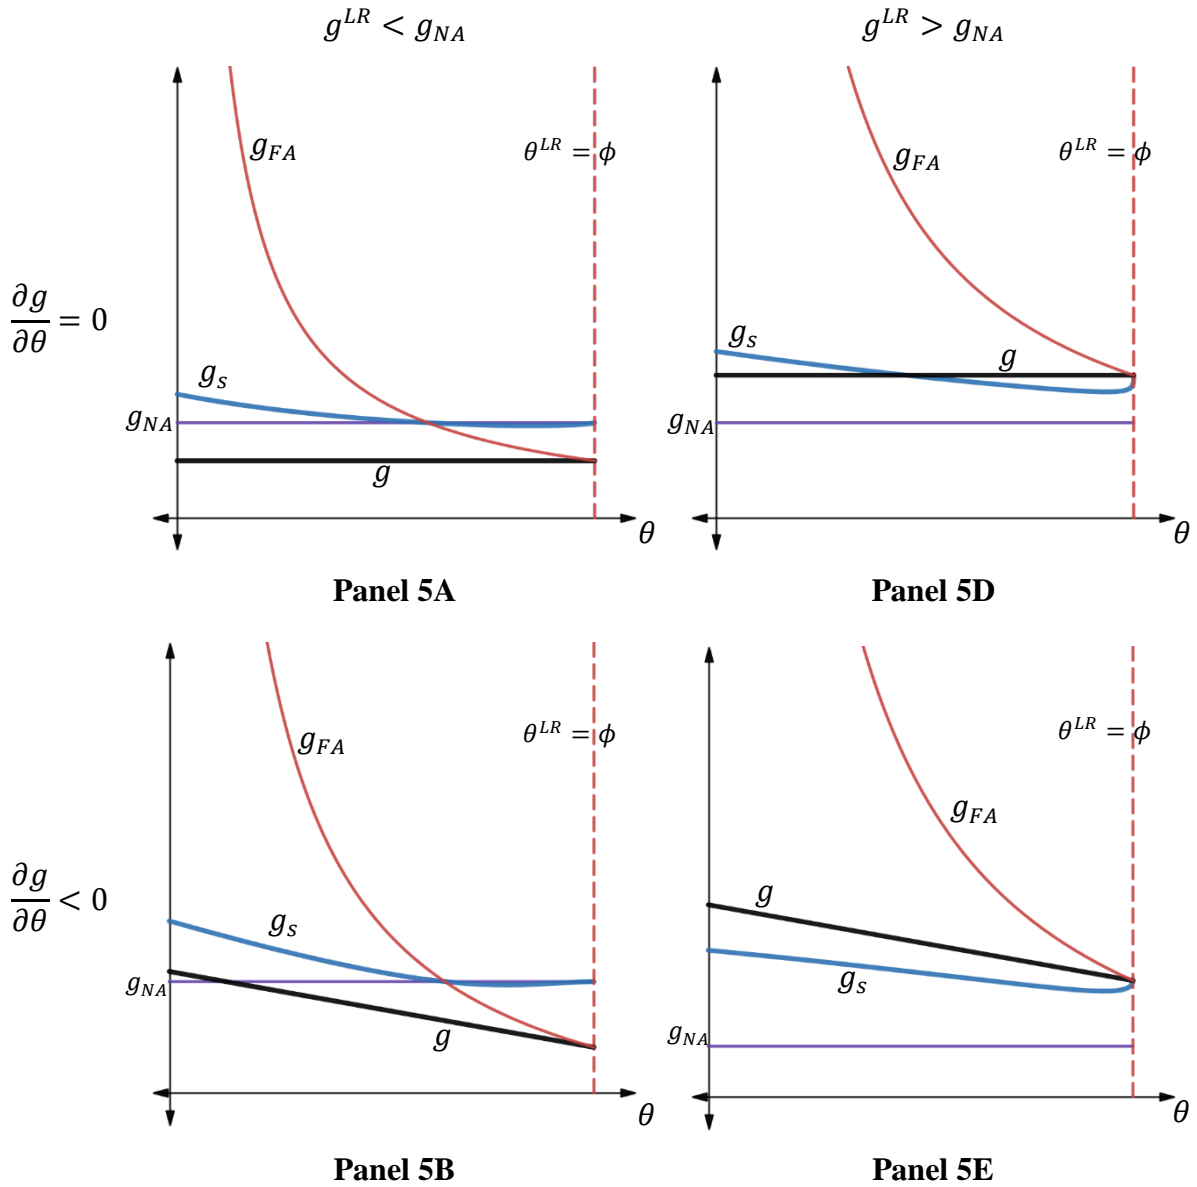 g^{LR} < g_{NA}
g^{LR} > g_{NA}
∂g/∂θ = 0
g_{FA}
θ^{LR} = ϕ
g_s
g_{NA}
g
θ
Panel 5A
g_{FA}
θ^{LR} = ϕ
g_s
g
g_{NA}
θ
Panel 5D
∂g/∂θ < 0
g_{FA}
θ^{LR} = ϕ
g_s
g_{NA}
g
θ
Panel 5B
θ^{LR} = ϕ
g_{FA}
g
g_s
g_{NA}
θ
Panel 5E